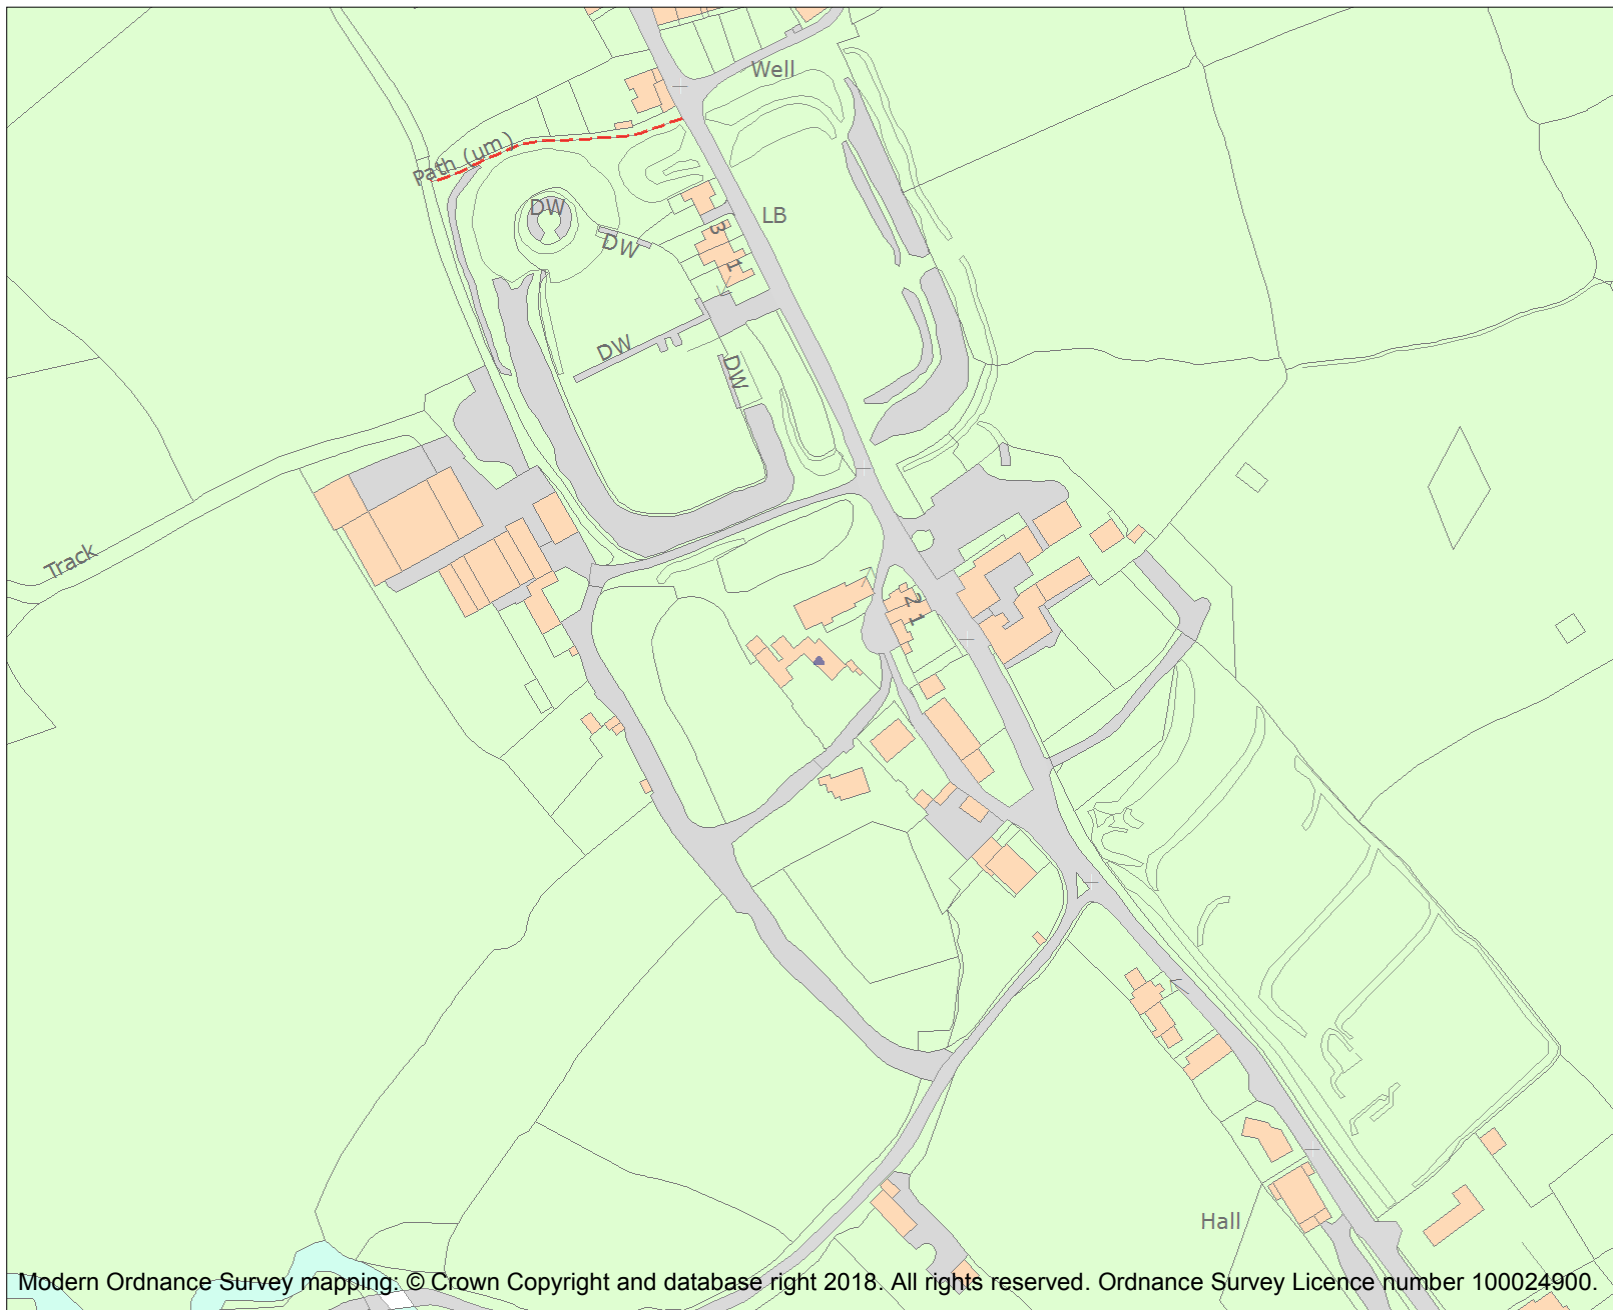 Well
Path (um)
DW
LB
3
DW
1
DW
DW
Track
2
1
Hall
Modern Ordnance Survey mapping: © Crown Copyright and database right 2018. All rights reserved. Ordnance Survey Licence number 100024900.